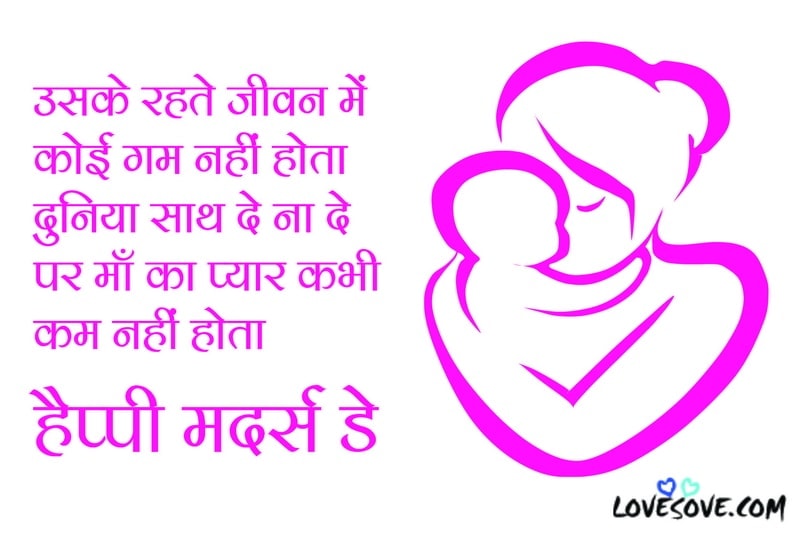 उसके रहते जीवन में
कोई गम नहीं होता
दुनिया साथ दे ना दे
पर माँ का प्यार कभी
कम नहीं होता
हैप्पी मदर्स डे
LOVESOVE.COM